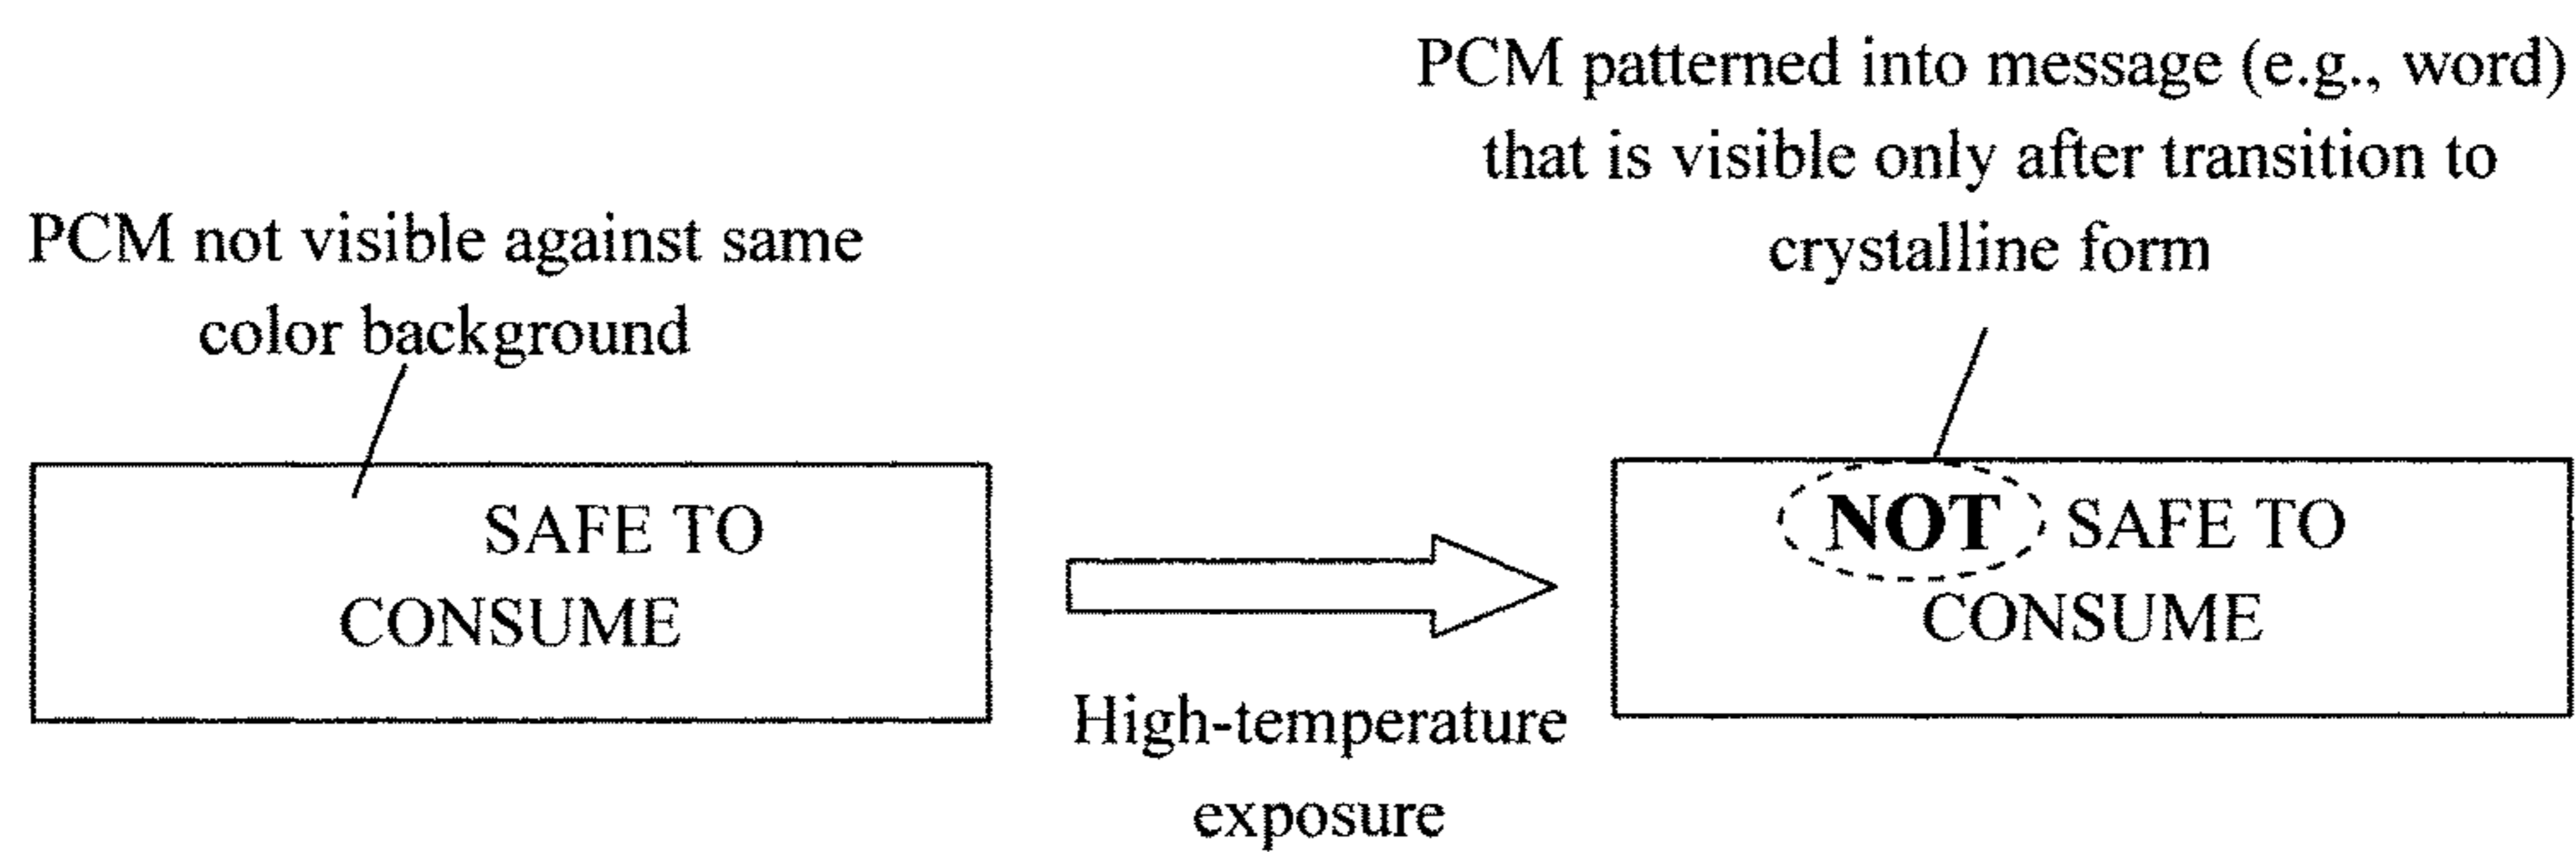 PCM not visible against same
color background
SAFE TO
CONSUME
High-temperature
exposure
PCM patterned into message (e.g., word)
that is visible only after transition to
crystalline form
NOT SAFE TO
CONSUME